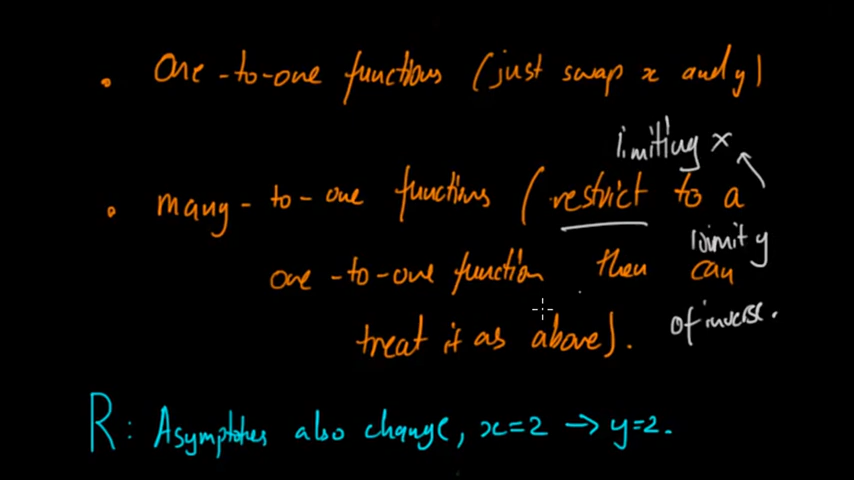 • One-to-one functions (just swap x and y)
limiting x
• many-to-one functions (restrict to a
limit y
one-to-one function then can
of inverse.
treat it as above).
R: Asymptotes also change, x=2 → y=2.